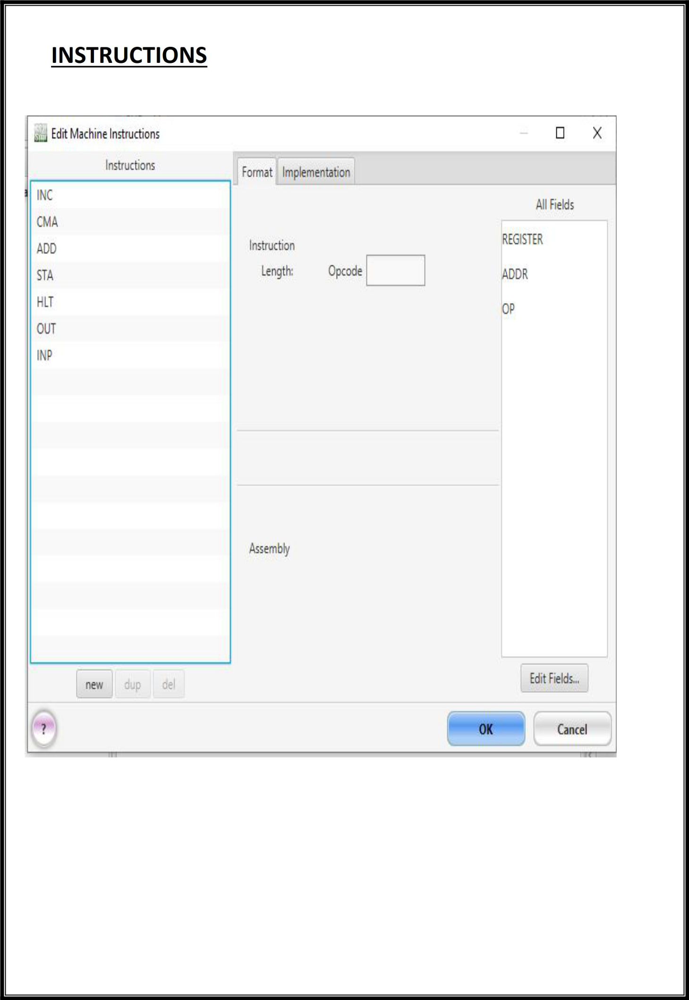 INSTRUCTIONS
Edit Machine Instructions
Instructions
INC
CMA
ADD
STA
HLT
OUT
INP
new dup del
Format Implementation
Instruction
Length: Opcode
Assembly
All Fields
REGISTER
ADDR
OP
Edit Fields...
?
OK Cancel